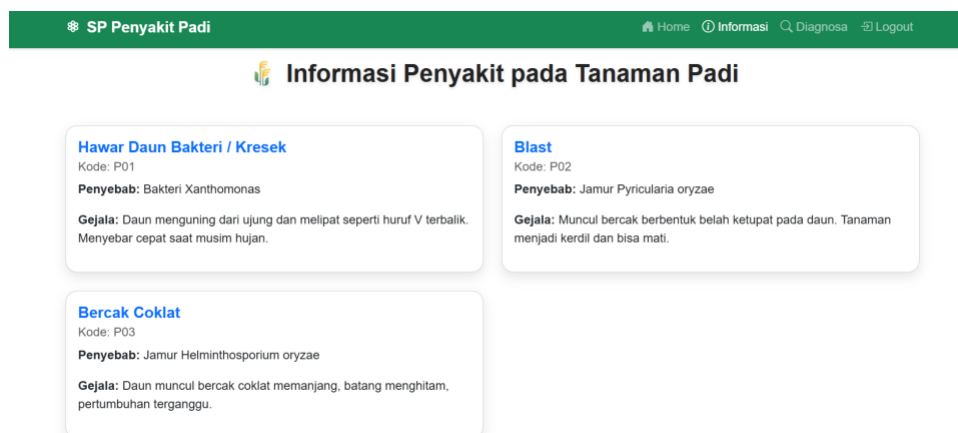 SP Penyakit Padi
Home Informasi Diagnosa Logout
Informasi Penyakit pada Tanaman Padi
Hawar Daun Bakteri / Kresek
Kode: P01
Penyebab: Bakteri Xanthomonas
Gejala: Daun menguning dari ujung dan melipat seperti huruf V terbalik.
Menyebar cepat saat musim hujan.
Blast
Kode: P02
Penyebab: Jamur Pyricularia oryzae
Gejala: Muncul bercak berbentuk belah ketupat pada daun. Tanaman
menjadi kerdil dan bisa mati.
Bercak Coklat
Kode: P03
Penyebab: Jamur Helminthosporium oryzae
Gejala: Daun muncul bercak coklat memanjang, batang menghitam,
pertumbuhan terganggu.